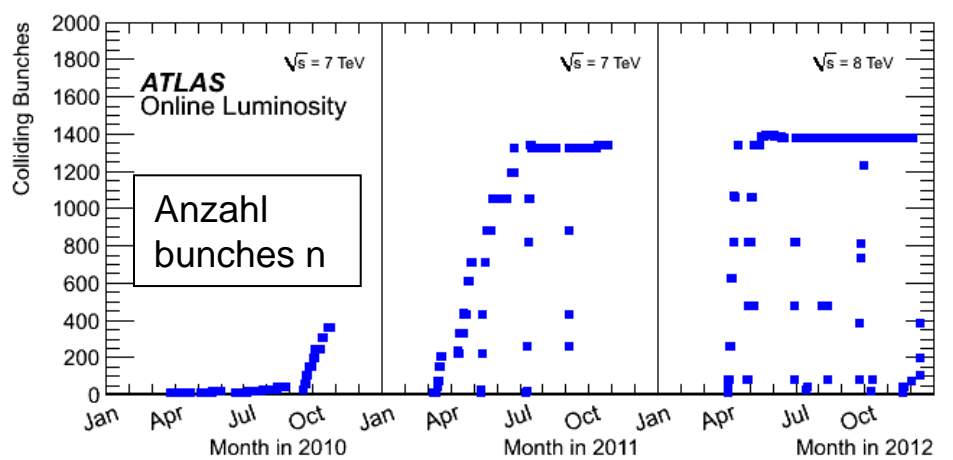 Colliding Bunches
2000
1800
1600
1400
1200
1000
800
600
400
200
0
ATLAS
Online Luminosity
√s = 7 TeV
√s = 7 TeV
√s = 8 TeV
Anzahl
bunches n
Jan Apr Jul Oct Jan Apr Jul Oct Jan Apr Jul Oct
Month in 2010 Month in 2011 Month in 2012